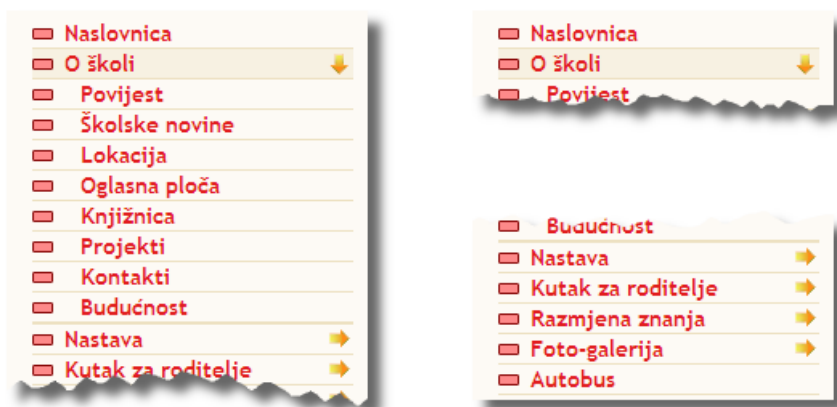 Naslovnica
O školi
Povijest
Školske novine
Lokacija
Oglasna ploča
Knjižnica
Projekti
Kontakti
Budućnost
Nastava
Kutak za roditelje
Naslovnica
O školi
Povijest
Budućnost
Nastava
Kutak za roditelje
Razmjena znanja
Foto-galerija
Autobus